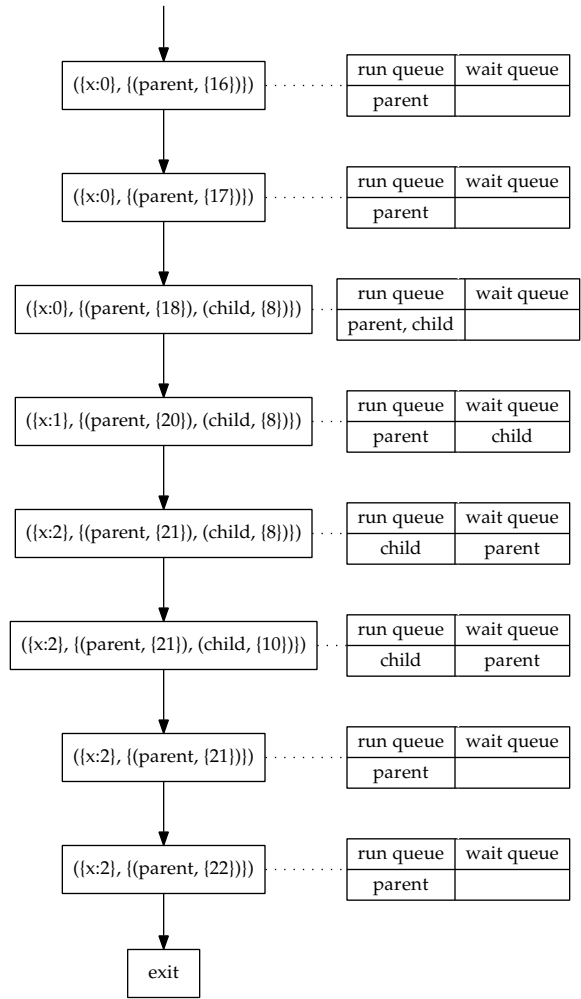 ({x:0}, {(parent, {16})})
run queue wait queue
parent
({x:0}, {(parent, {17})})
run queue wait queue
parent
({x:0}, {(parent, {18}), (child, {8})})
run queue wait queue
parent, child
({x:1}, {(parent, {20}), (child, {8})})
run queue wait queue
parent child
({x:2}, {(parent, {21}), (child, {8})})
run queue wait queue
child parent
({x:2}, {(parent, {21}), (child, {10})})
run queue wait queue
child parent
({x:2}, {(parent, {21})})
run queue wait queue
parent
({x:2}, {(parent, {22})})
run queue wait queue
parent
exit